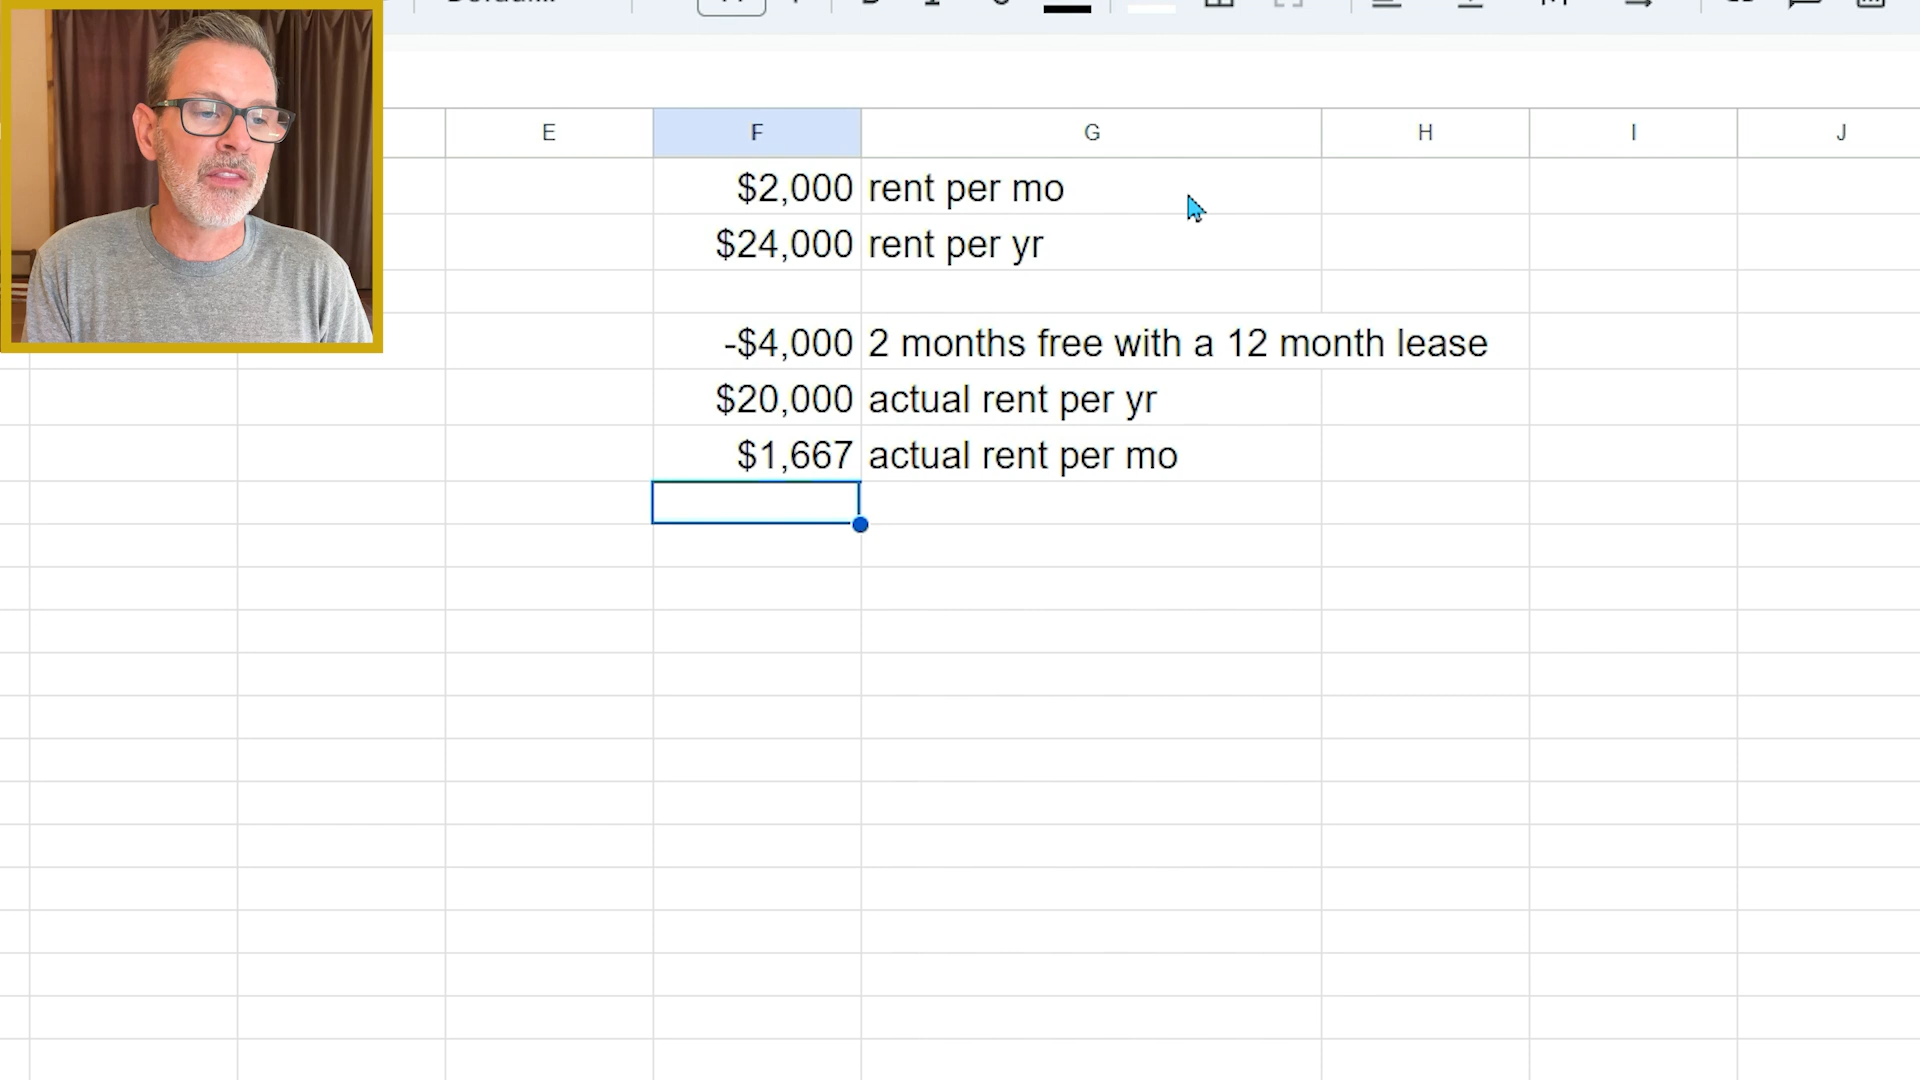 E F G H I J
$2,000 rent per mo
$24,000 rent per yr
-$4,000 2 months free with a 12 month lease
$20,000 actual rent per yr
$1,667 actual rent per mo